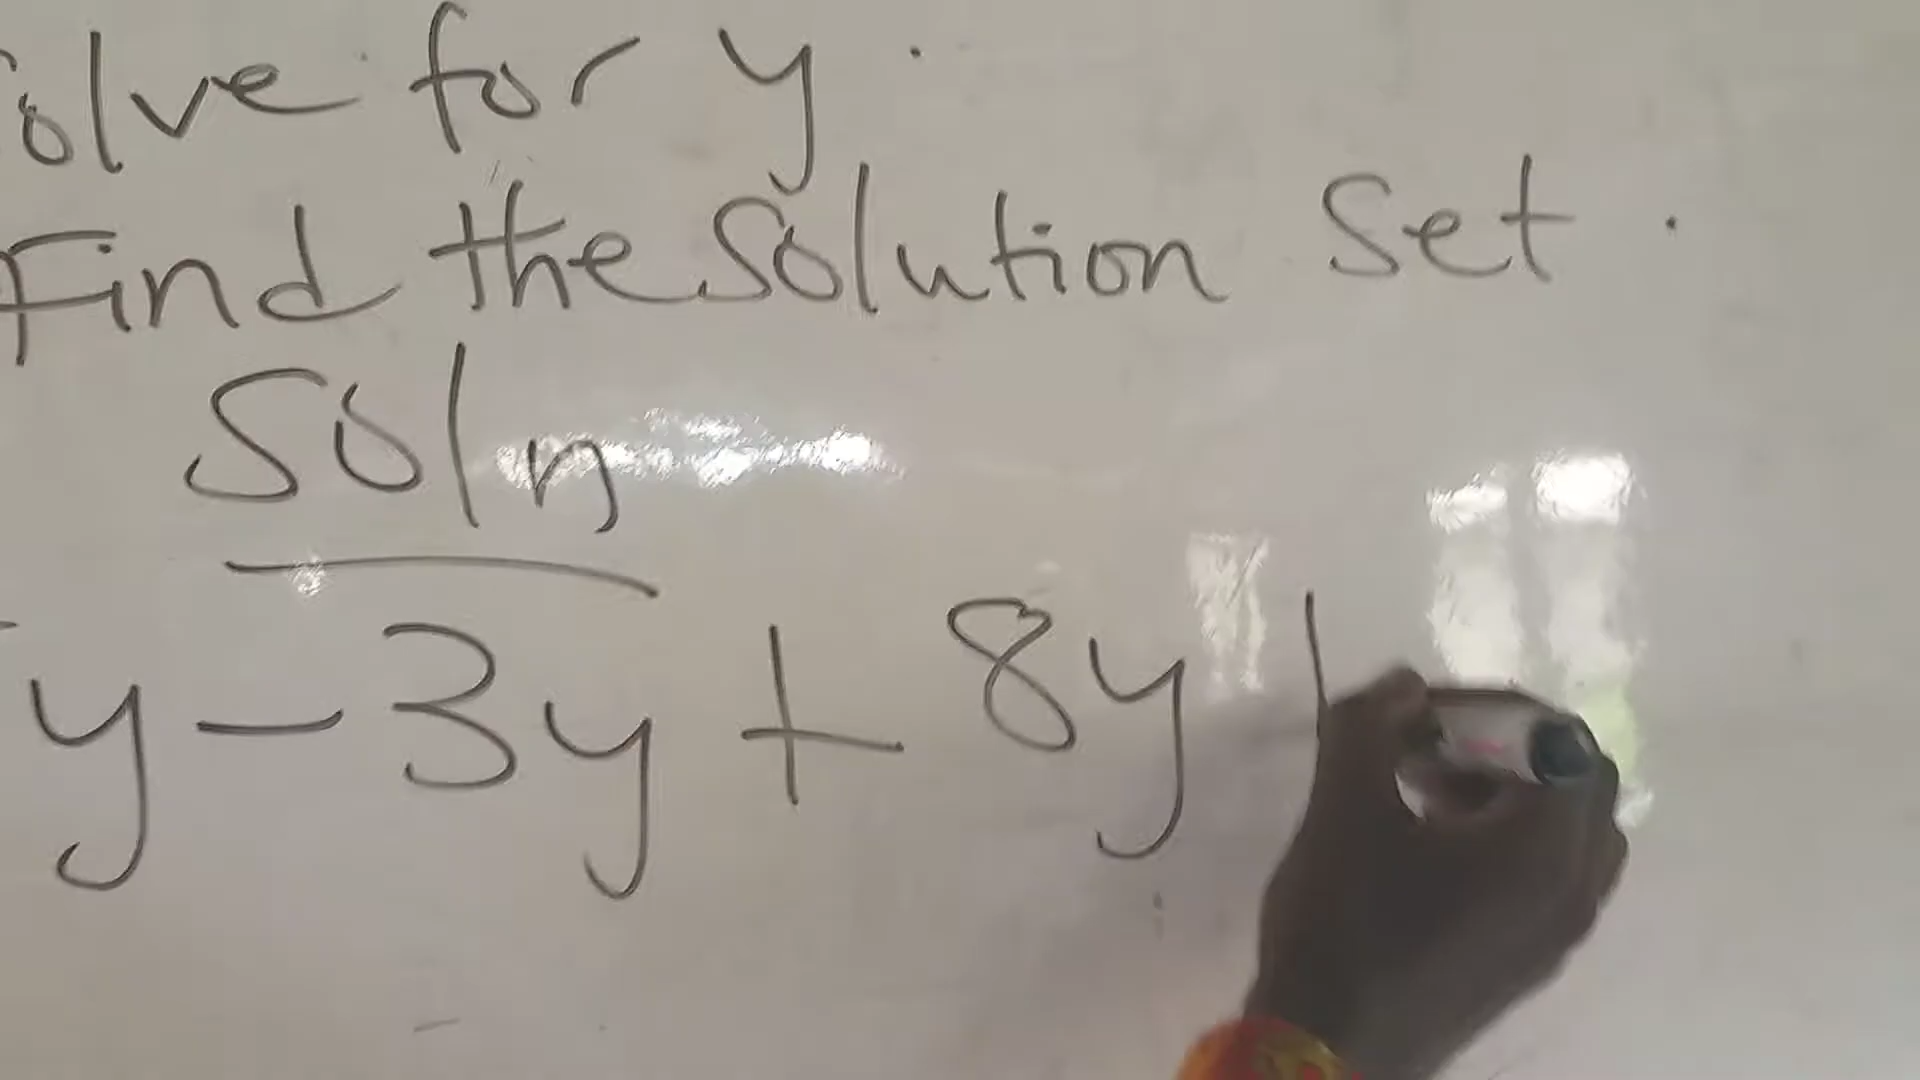 olve for y.
Find the solution set.
soln
y - 3y + 8y